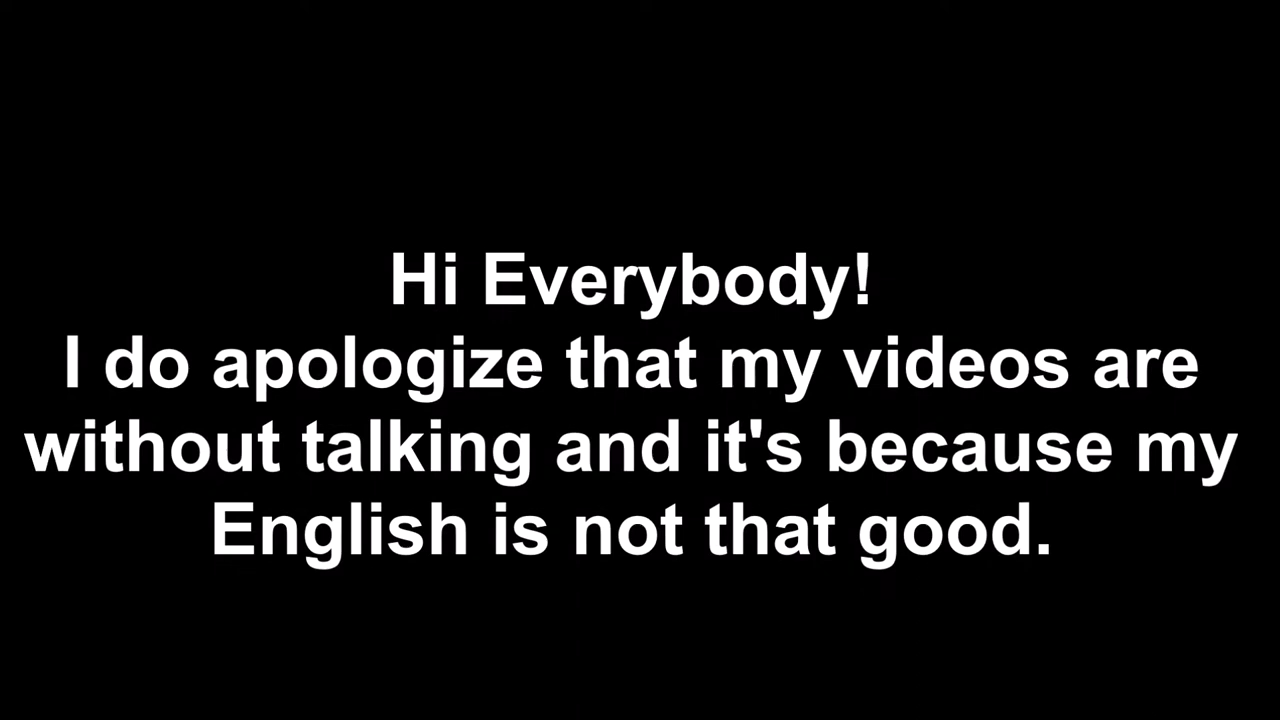 Hi Everybody!
I do apologize that my videos are
without talking and it's because my
English is not that good.